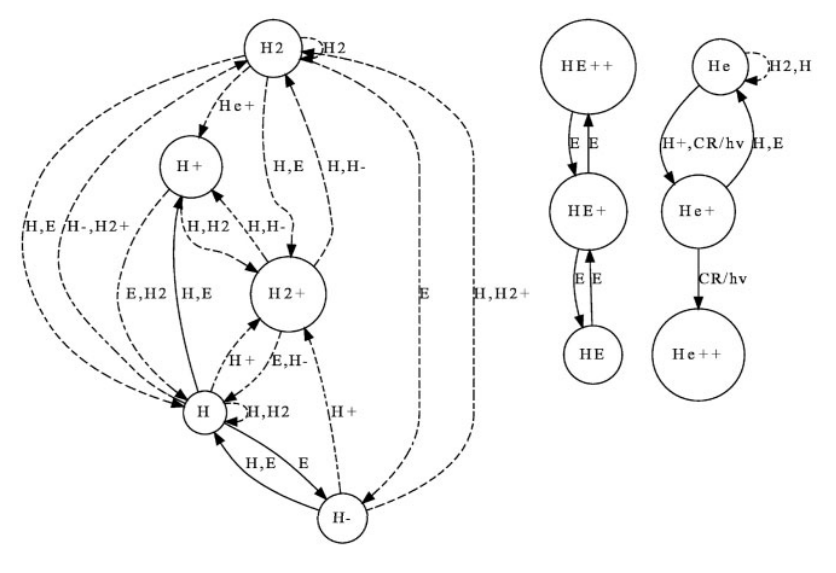 H2
H2
HE++
He
H2,H
He+
H+
E
E
H+,CR/hv
H,E
H,E
H,H-
HE+
He+
H,E
H-,H2+
H,H2
H,H-
E,H2
H,E
H2+
E
H,H2+
E
E
CR/hv
H+
E,H-
HE
He++
H
H,H2
H+
H,E
E
H-